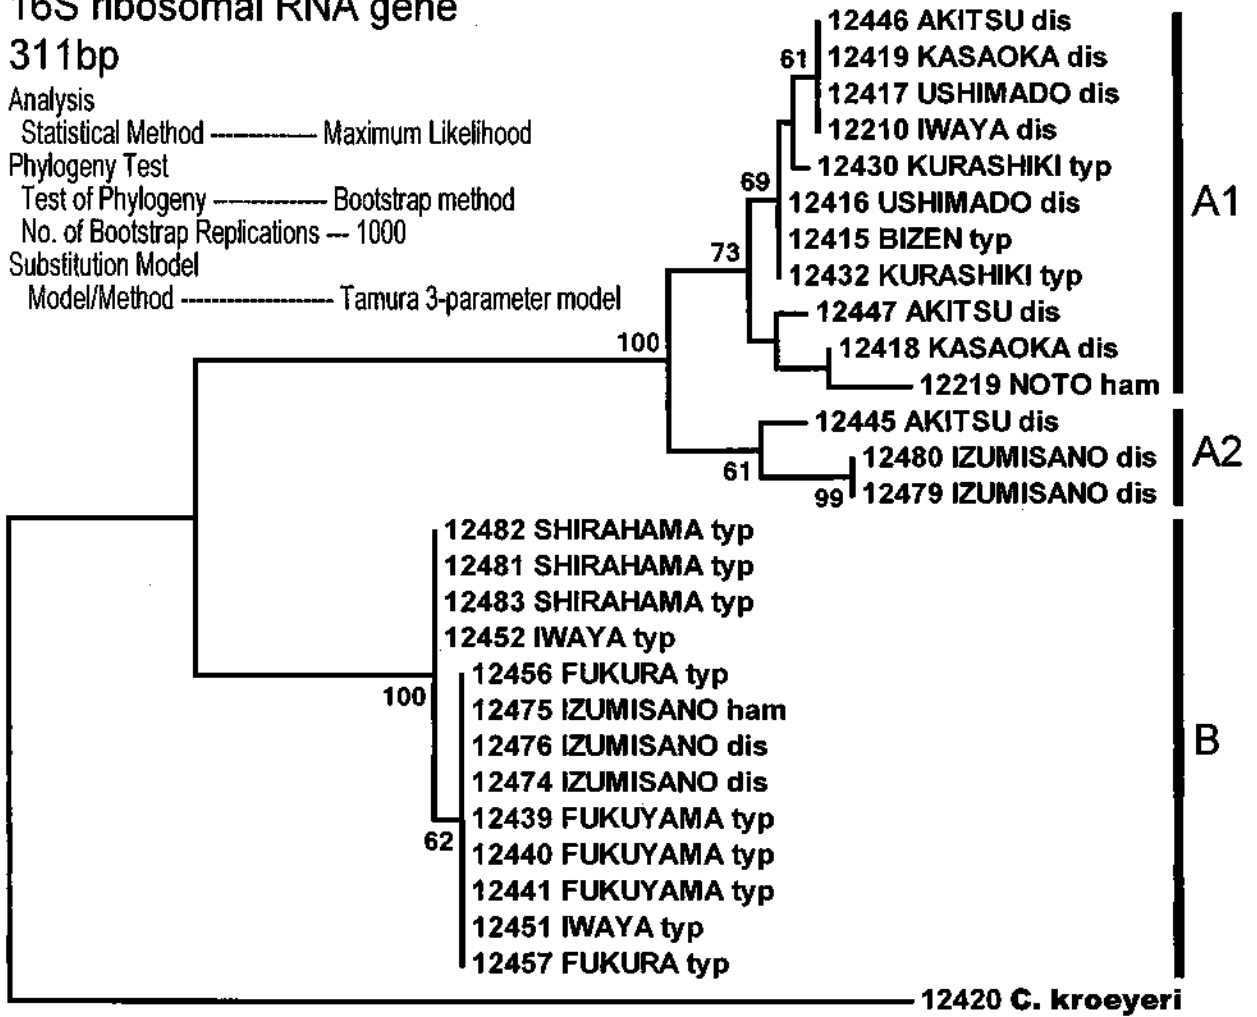 16S ribosomal RNA gene
311bp
Analysis
Statistical Method ------------ Maximum Likelihood
Phylogeny Test
Test of Phylogeny ------------- Bootstrap method
No. of Bootstrap Replications --- 1000
Substitution Model
Model/Method ------------------ Tamura 3-parameter model
12446 AKITSU dis
61 12419 KASAOKA dis
12417 USHIMADO dis
12210 IWAYA dis
12430 KURASHIKI typ
69
12416 USHIMADO dis
A1
12415 BIZEN typ
73
12432 KURASHIKI typ
12447 AKITSU dis
100
12418 KASAOKA dis
12219 NOTO ham
12445 AKITSU dis
12480 IZUMISANO dis
A2
61
99 12479 IZUMISANO dis
12482 SHIRAHAMA typ
12481 SHIRAHAMA typ
12483 SHIRAHAMA typ
12452 IWAYA typ
12456 FUKURA typ
100
12475 IZUMISANO ham
12476 IZUMISANO dis
B
12474 IZUMISANO dis
12439 FUKUYAMA typ
62
12440 FUKUYAMA typ
12441 FUKUYAMA typ
12451 IWAYA typ
12457 FUKURA typ
12420 C. kroeyeri